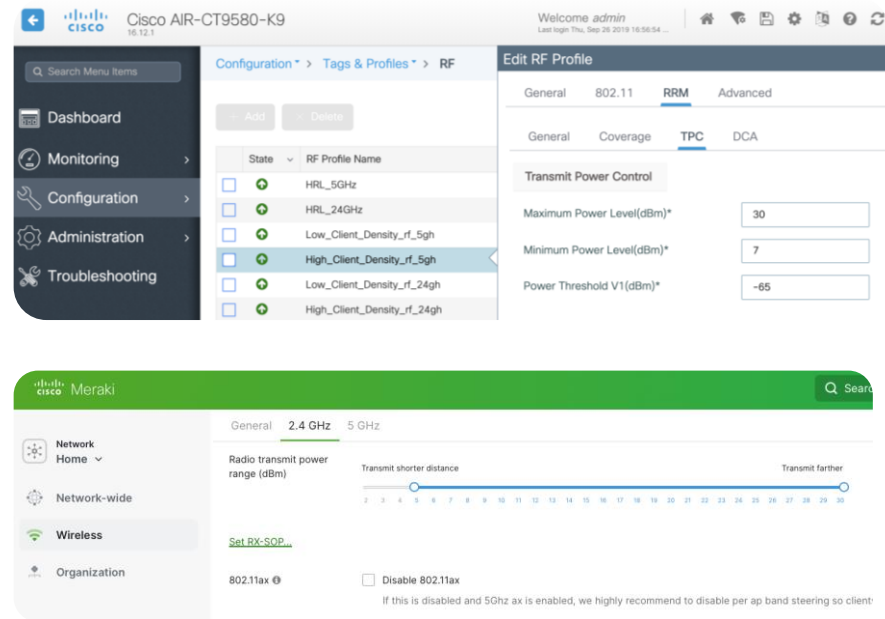 cisco Cisco AIR-CT9580-K9
16.12.1
Welcome admin
Last login Thu, Sep 26 2019 16:56:54 ...
Search Menu Items
Dashboard
Monitoring
Configuration
Administration
Troubleshooting
Configuration > Tags & Profiles > RF
+ Add × Delete
State RF Profile Name
HRL_5GHz
HRL_24GHz
Low_Client_Density_rf_5gh
High_Client_Density_rf_5gh
Low_Client_Density_rf_24gh
High_Client_Density_rf_24gh
Edit RF Profile
General 802.11 RRM Advanced
General Coverage TPC DCA
Transmit Power Control
Maximum Power Level(dBm)* 30
Minimum Power Level(dBm)* 7
Power Threshold V1(dBm)* -65
cisco Meraki
Sear
Network
Home
Network-wide
Wireless
Organization
General 2.4 GHz 5 GHz
Radio transmit power
range (dBm)
Transmit shorter distance Transmit farther
2 3 4 5 6 7 8 9 10 11 12 13 14 15 16 17 18 19 20 21 22 23 24 25 26 27 28 29 30
Set RX-SOP...
802.11ax Disable 802.11ax
If this is disabled and 5Ghz ax is enabled, we highly recommend to disable per ap band steering so client